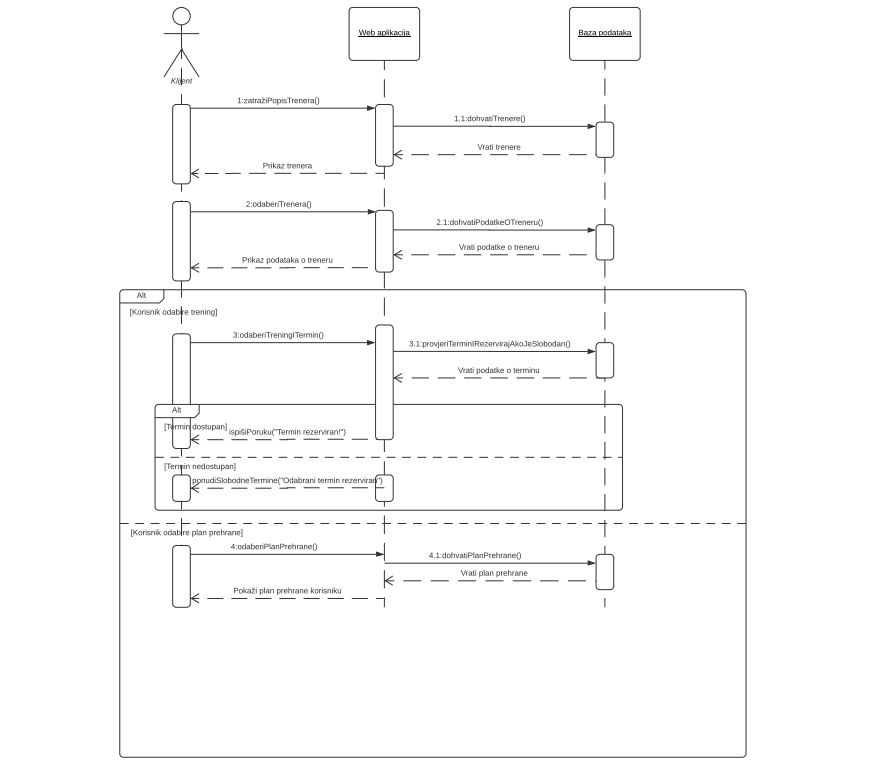 Web aplikacija
Baza podataka
Klijent
1:zatražiPopisTrenera()
1.1:dohvatiTrenere()
Vrati trenere
Prikaz trenera
2:odaberiTrenera()
2.1:dohvatiPodatkeOTreneru()
Vrati podatke o treneru
Prikaz podataka o treneru
Alt
[Korisnik odabire trening]
3:odaberiTreningITermin()
3.1:provjeriTerminIRezervirajAkoJeSlobodan()
Vrati podatke o terminu
Alt
[Termin dostupan]
ispišiPoruku("Termin rezerviran!")
[Termin nedostupan]
ponudiSlobodneTermine("Odabrani termin rezerviran")
[Korisnik odabire plan prehrane]
4:odaberiPlanPrehrane()
4.1:dohvatiPlanPrehrane()
Vrati plan prehrane
Pokaži plan prehrane korisniku